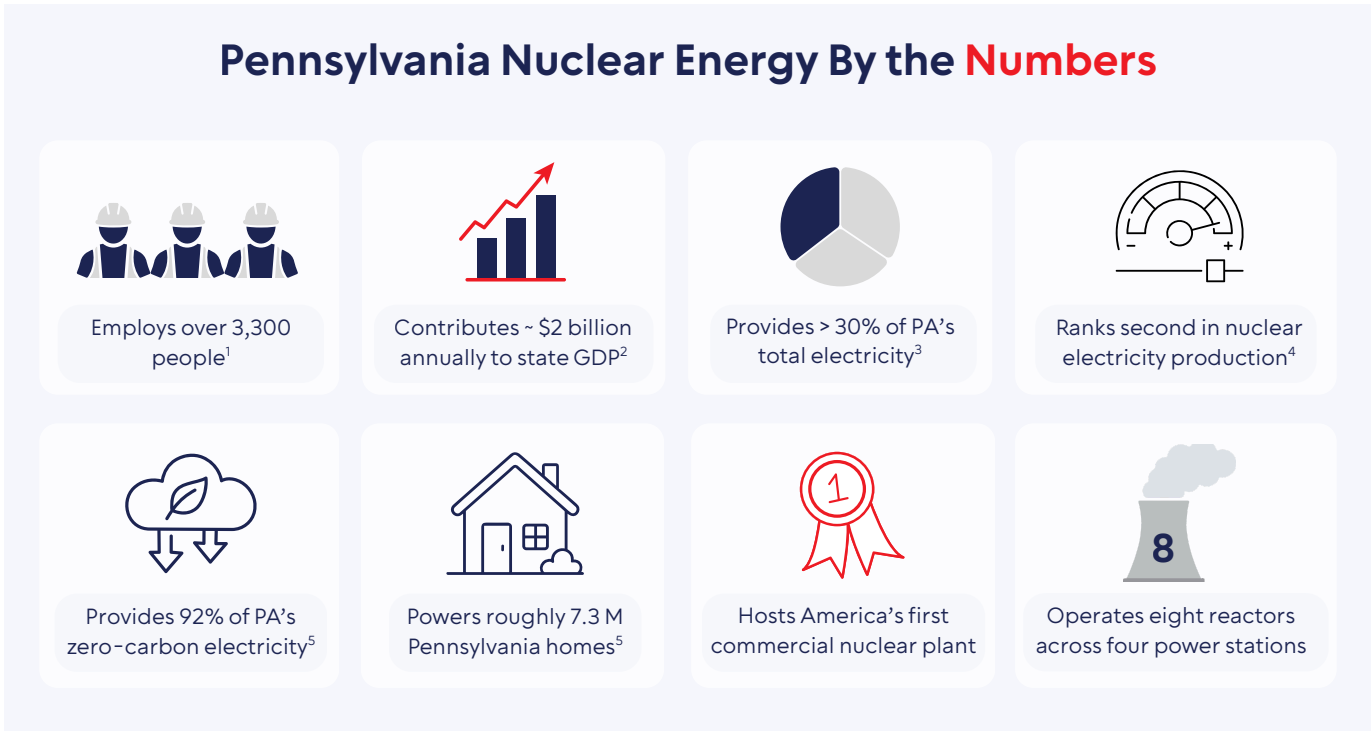 Pennsylvania Nuclear Energy By the Numbers
Employs over 3,300
people¹
Contributes ~ $2 billion
annually to state GDP²
Provides > 30% of PA’s
total electricity³
Ranks second in nuclear
electricity production⁴
Provides 92% of PA’s
zero-carbon electricity⁵
Powers roughly 7.3 M
Pennsylvania homes⁵
1
Hosts America’s first
commercial nuclear plant
8
Operates eight reactors
across four power stations